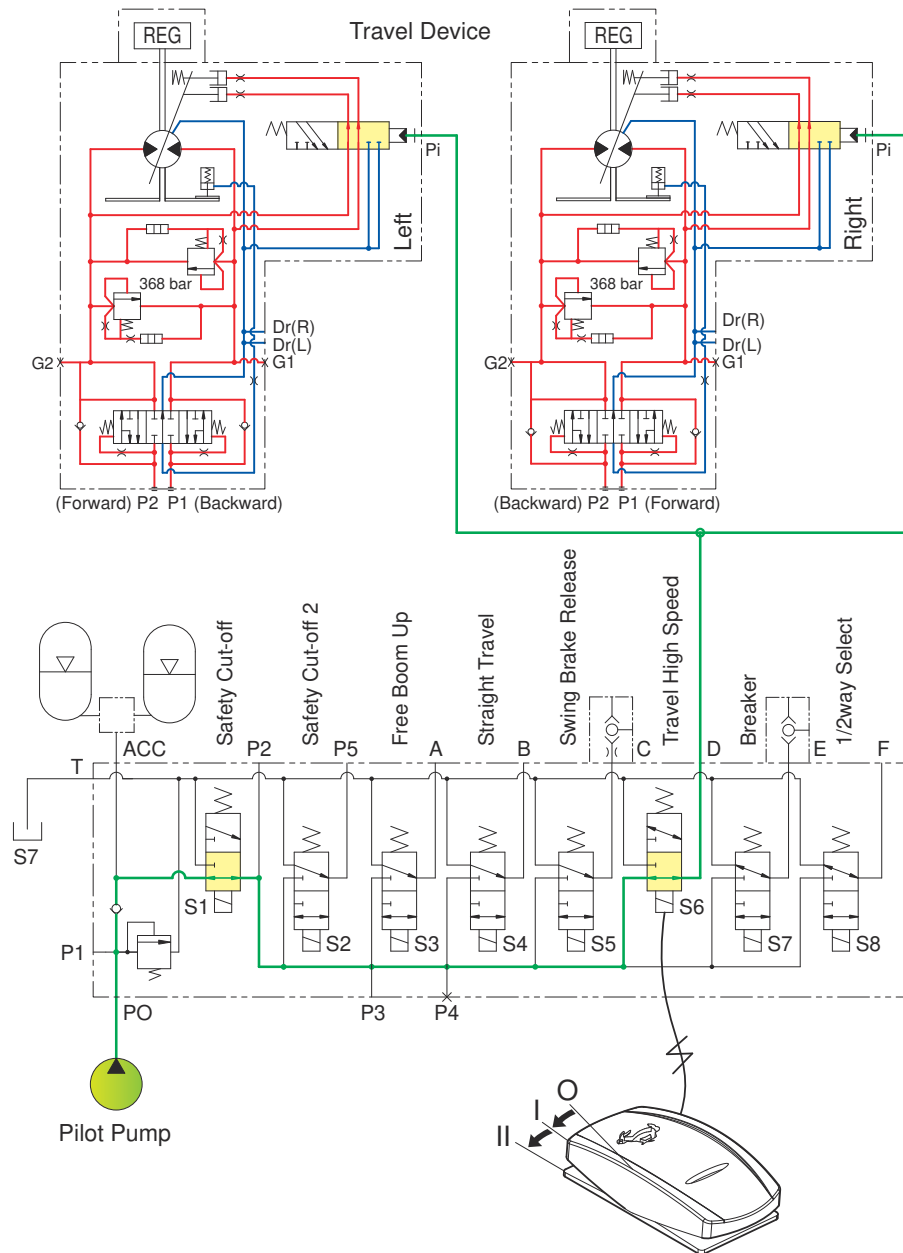 REG
Travel Device
REG
Pi
Pi
Left
Right
368 bar
368 bar
Dr(R)
Dr(L)
G2
G1
Dr(R)
Dr(L)
G2
G1
(Forward) P2 P1 (Backward)
(Backward) P2 P1 (Forward)
Safety Cut-off
Safety Cut-off 2
Free Boom Up
Straight Travel
Swing Brake Release
Travel High Speed
Breaker
1/2way Select
T
ACC
P2
P5
A
B
C
D
E
F
S7
S1
S2
S3
S4
S5
S6
S7
S8
P1
PO
P3
P4
Pilot Pump
O
I
II